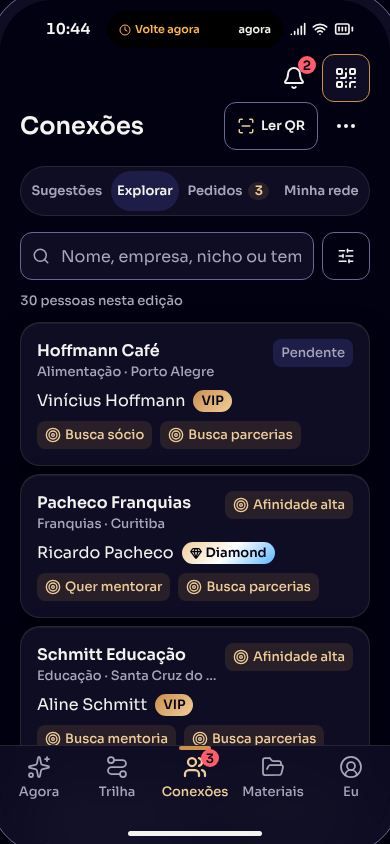 10:44
Volte agora
agora
2
Conexões
Ler QR
Sugestões
Explorar
Pedidos 3
Minha rede
Nome, empresa, nicho ou tem
30 pessoas nesta edição
Hoffmann Café
Pendente
Alimentação · Porto Alegre
Vinícius Hoffmann VIP
Busca sócio
Busca parcerias
Pacheco Franquias
Afinidade alta
Franquias · Curitiba
Ricardo Pacheco Diamond
Quer mentorar
Busca parcerias
Schmitt Educação
Afinidade alta
Educação · Santa Cruz do ...
Aline Schmitt VIP
Busca mentoria
Busca parcerias
3
Agora
Trilha
Conexões
Materiais
Eu